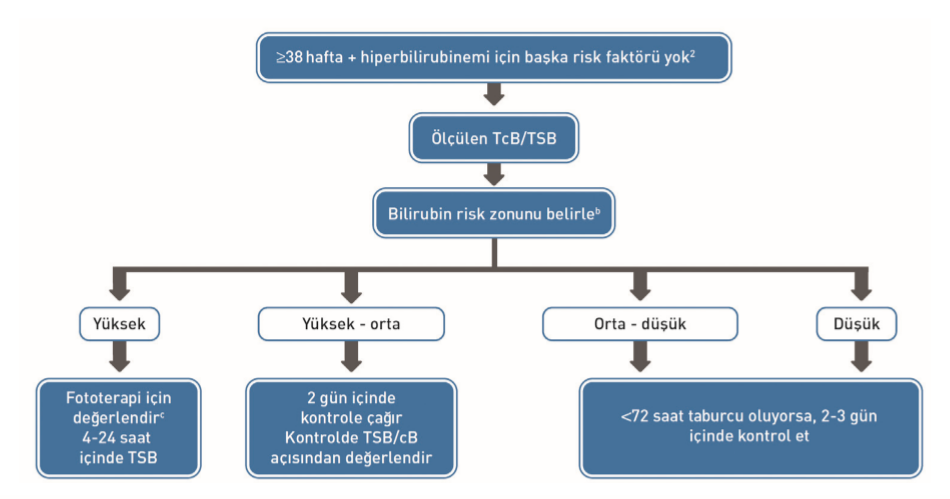 ≥38 hafta + hiperbilirubinemi için başka risk faktörü yok²
Ölçülen TcB/TSB
Bilirubin risk zonunu belirleᵇ
Yüksek
Yüksek - orta
Orta - düşük
Düşük
Fototerapi için
değerlendirᶜ
4-24 saat
içinde TSB
2 gün içinde
kontrole çağır
Kontrolde TSB/cB
açısından değerlendir
<72 saat taburcu oluyorsa, 2-3 gün
içinde kontrol et